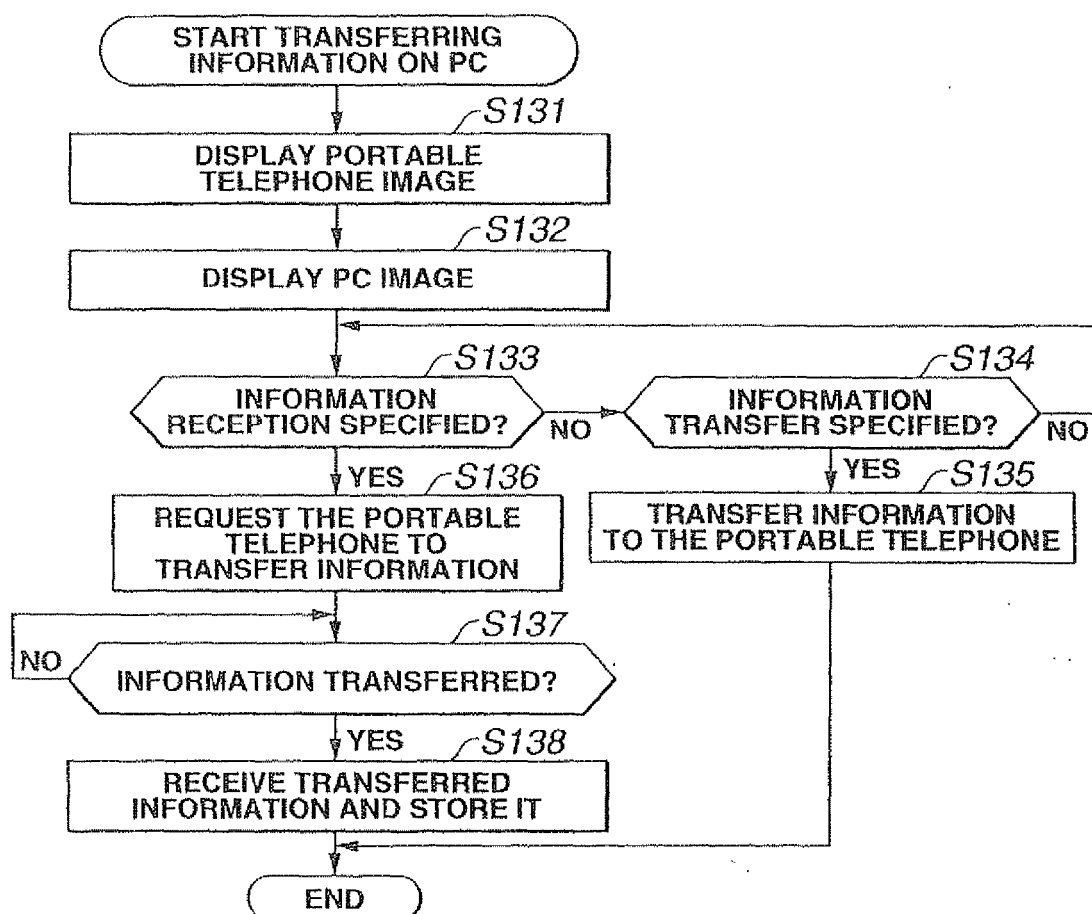 START TRANSFERRING
INFORMATION ON PC
S131
DISPLAY PORTABLE
TELEPHONE IMAGE
S132
DISPLAY PC IMAGE
S133
INFORMATION
RECEPTION SPECIFIED?
NO
S134
INFORMATION
TRANSFER SPECIFIED?
NO
YES
S136
REQUEST THE PORTABLE
TELEPHONE TO
TRANSFER INFORMATION
YES
S135
TRANSFER INFORMATION
TO THE PORTABLE TELEPHONE
S137
NO
INFORMATION TRANSFERRED?
YES
S138
RECEIVE TRANSFERRED
INFORMATION AND STORE IT
END